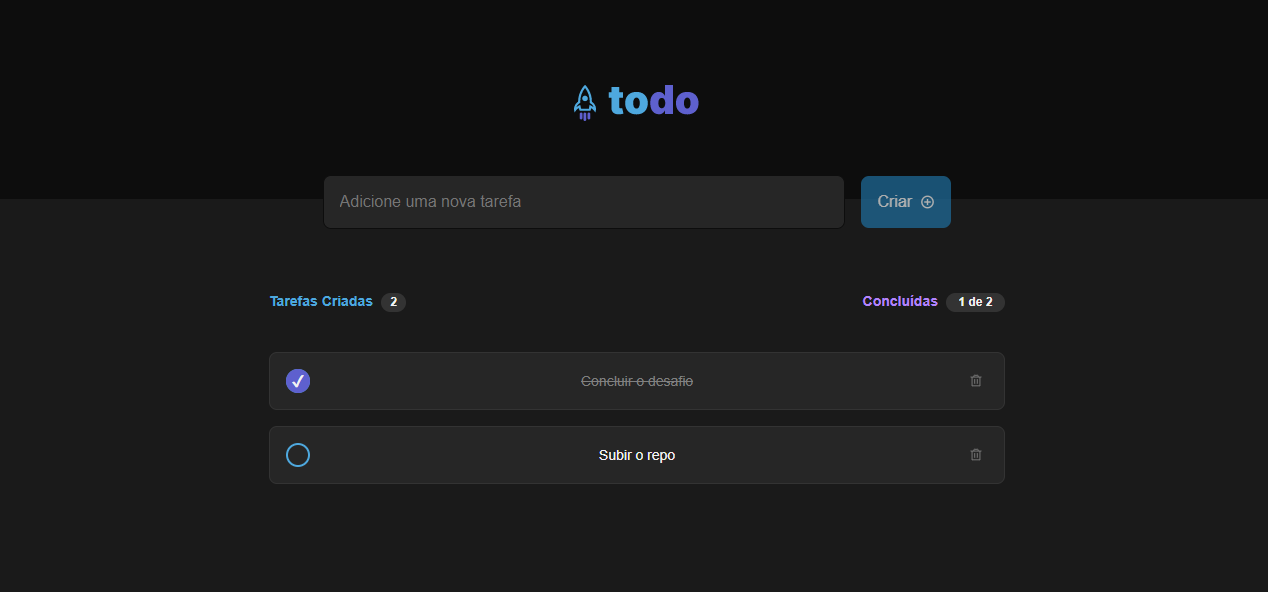 todo
Adicione uma nova tarefa
Criar
Tarefas Criadas 2
Concluídas 1 de 2
Concluir o desafio
Subir o repo